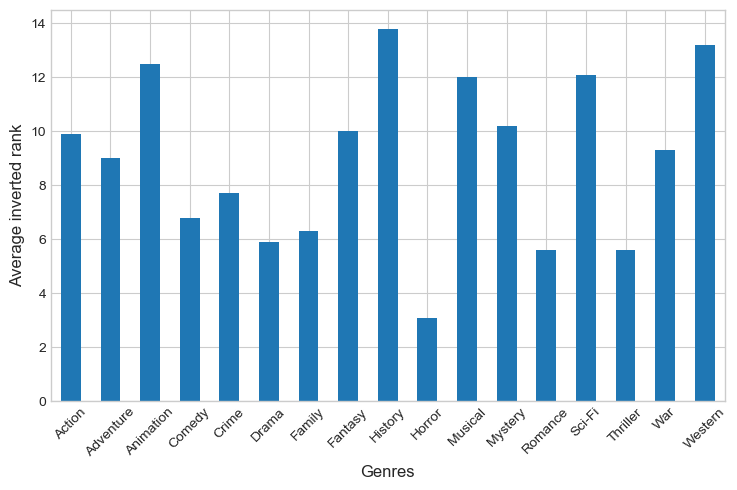 14
12
10
8
6
4
2
0
Average inverted rank
Action
Adventure
Animation
Comedy
Crime
Drama
Family
Fantasy
History
Horror
Musical
Mystery
Romance
Sci-Fi
Thriller
War
Western
Genres